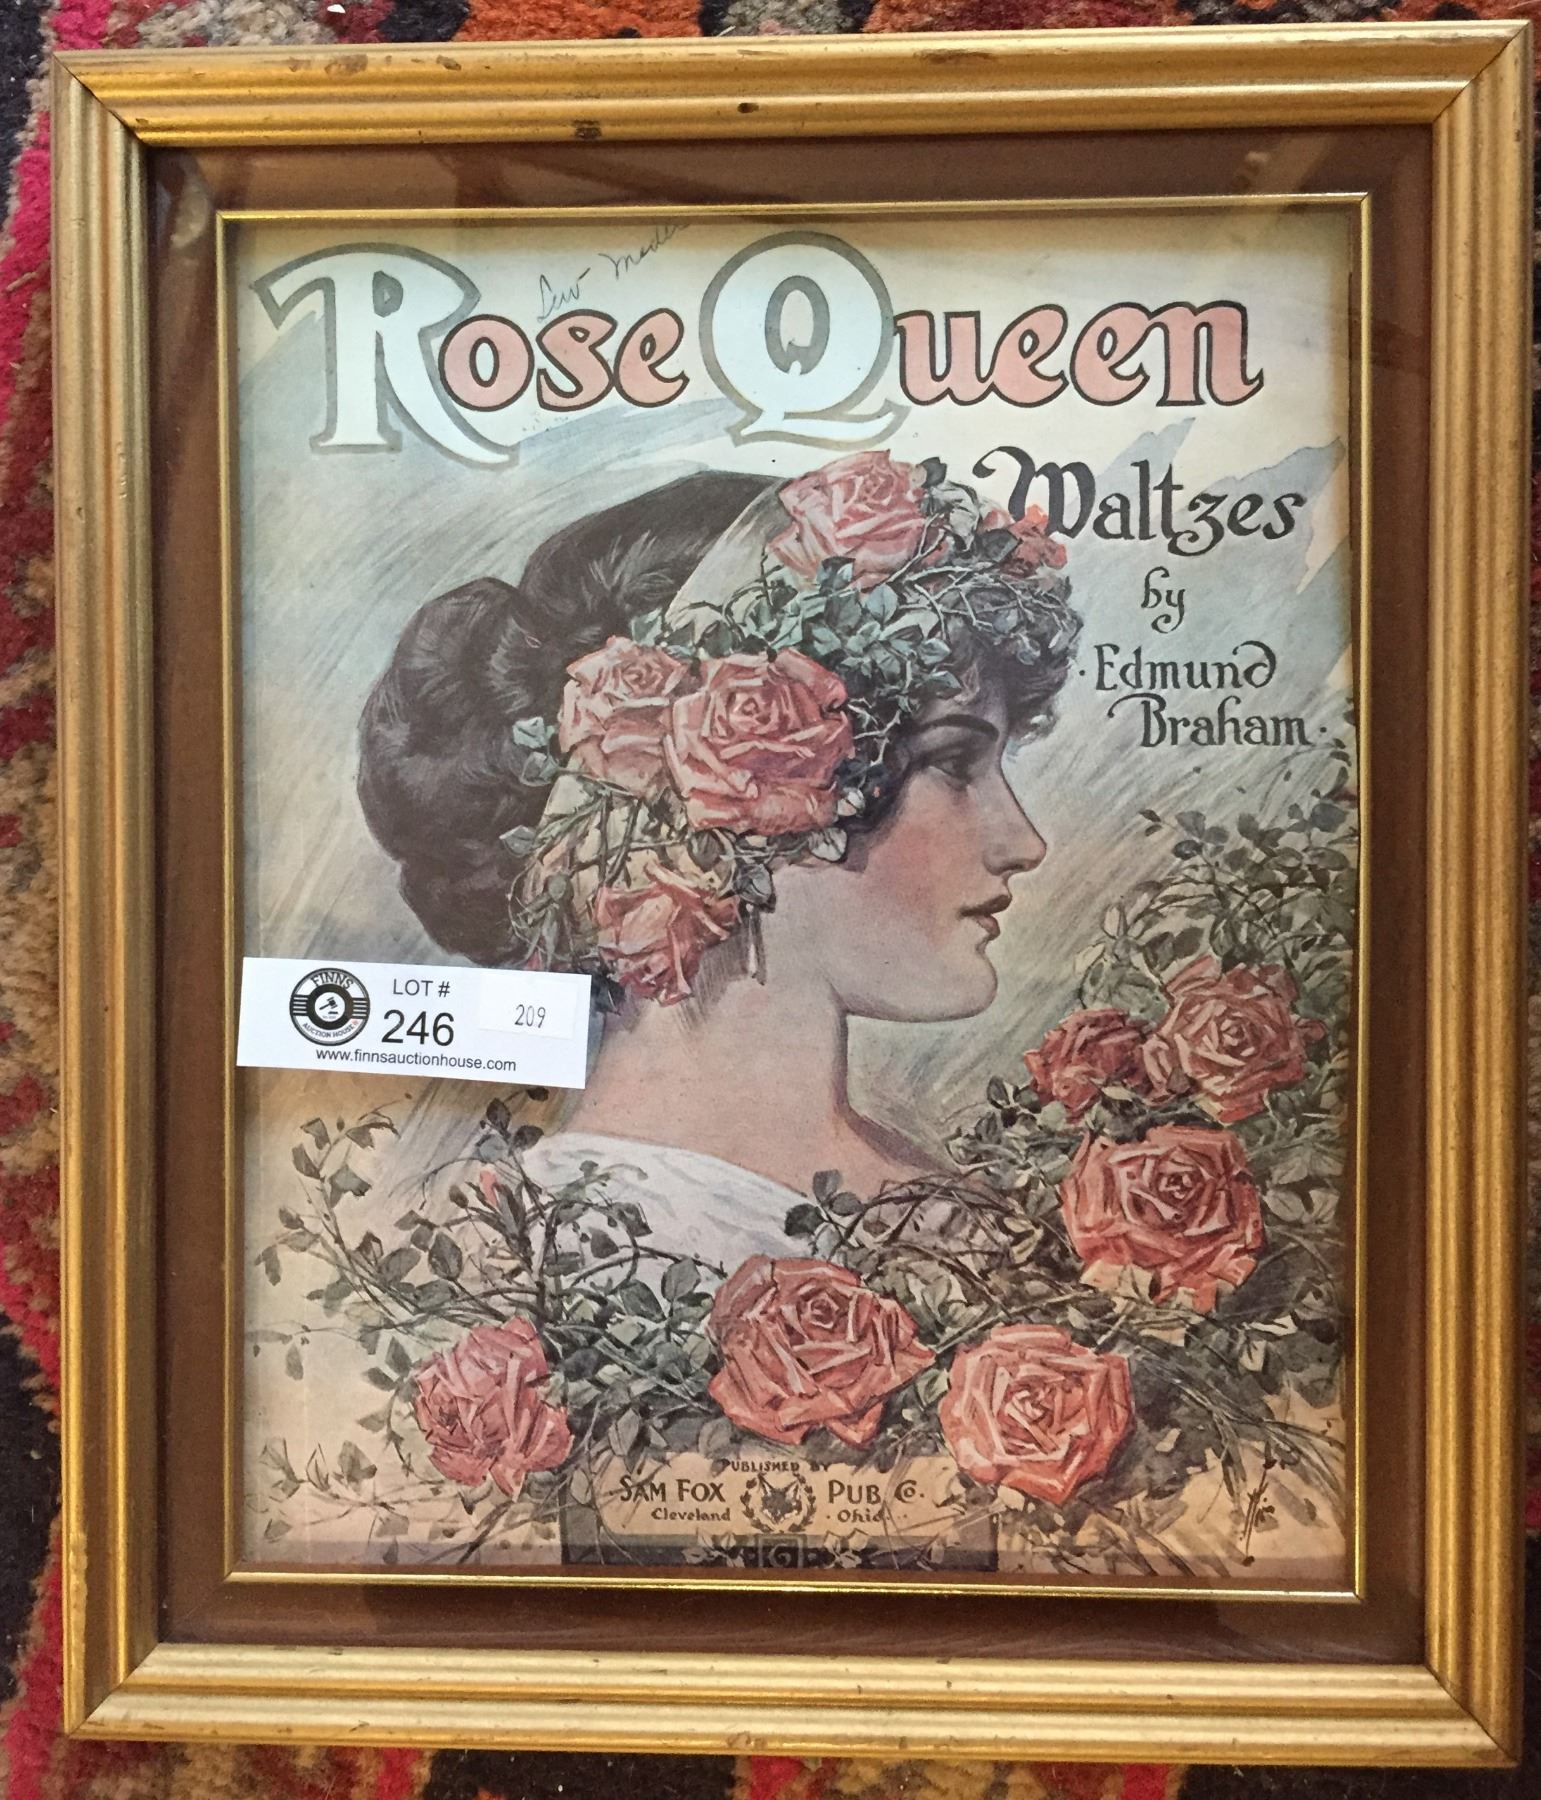 Rose Queen
Waltzes
by
· Edmund
Braham ·
FINNS
AUCTION HOUSE
LOT #
246
209
www.finnsauctionhouse.com
PUBLISHED BY
SAM FOX PUB. Co.
Cleveland · Ohio